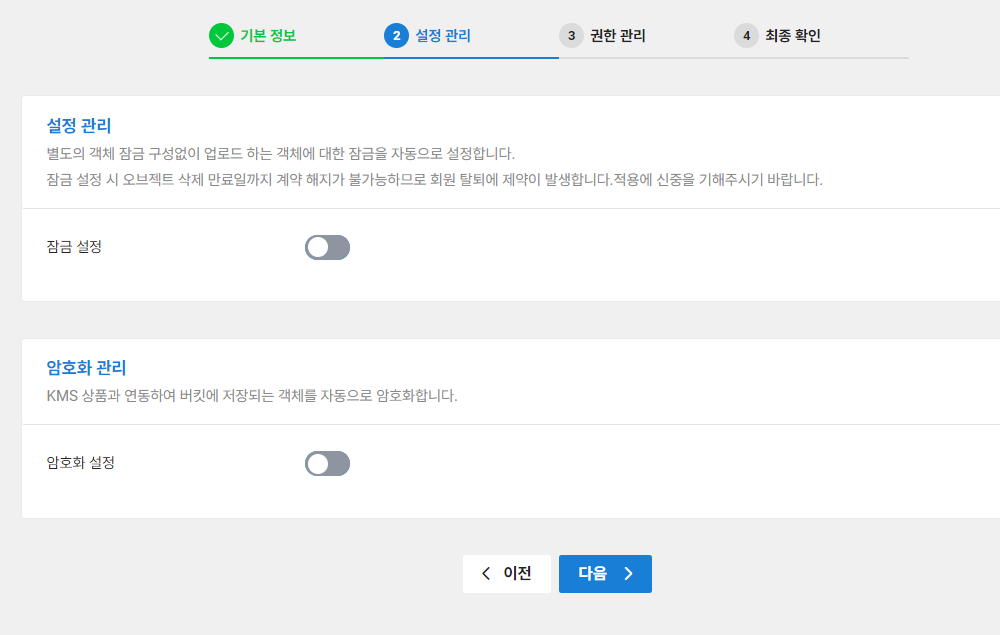 기본 정보
2 설정 관리
3 권한 관리
4 최종 확인
설정 관리
별도의 객체 잠금 구성없이 업로드 하는 객체에 대한 잠금을 자동으로 설정합니다.
잠금 설정 시 오브젝트 삭제 만료일까지 계약 해지가 불가능하므로 회원 탈퇴에 제약이 발생합니다.적용에 신중을 기해주시기 바랍니다.
잠금 설정
암호화 관리
KMS 상품과 연동하여 버킷에 저장되는 객체를 자동으로 암호화합니다.
암호화 설정
이전
다음